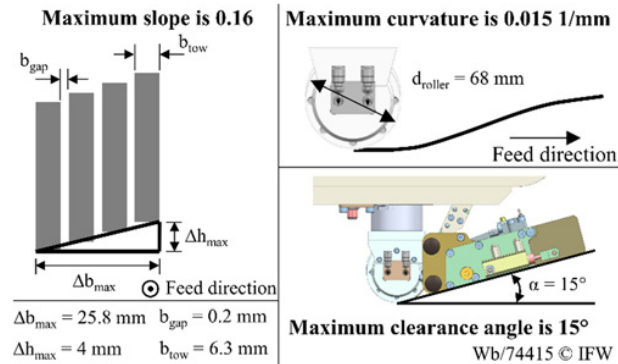 Maximum slope is 0.16
b_tow
b_gap
Δh_max
Δb_max
Feed direction
Δb_max = 25.8 mm b_gap = 0.2 mm
Δh_max = 4 mm b_tow = 6.3 mm
Maximum curvature is 0.015 1/mm
d_roller = 68 mm
Feed direction
α = 15°
Maximum clearance angle is 15°
Wb/74415 © IFW